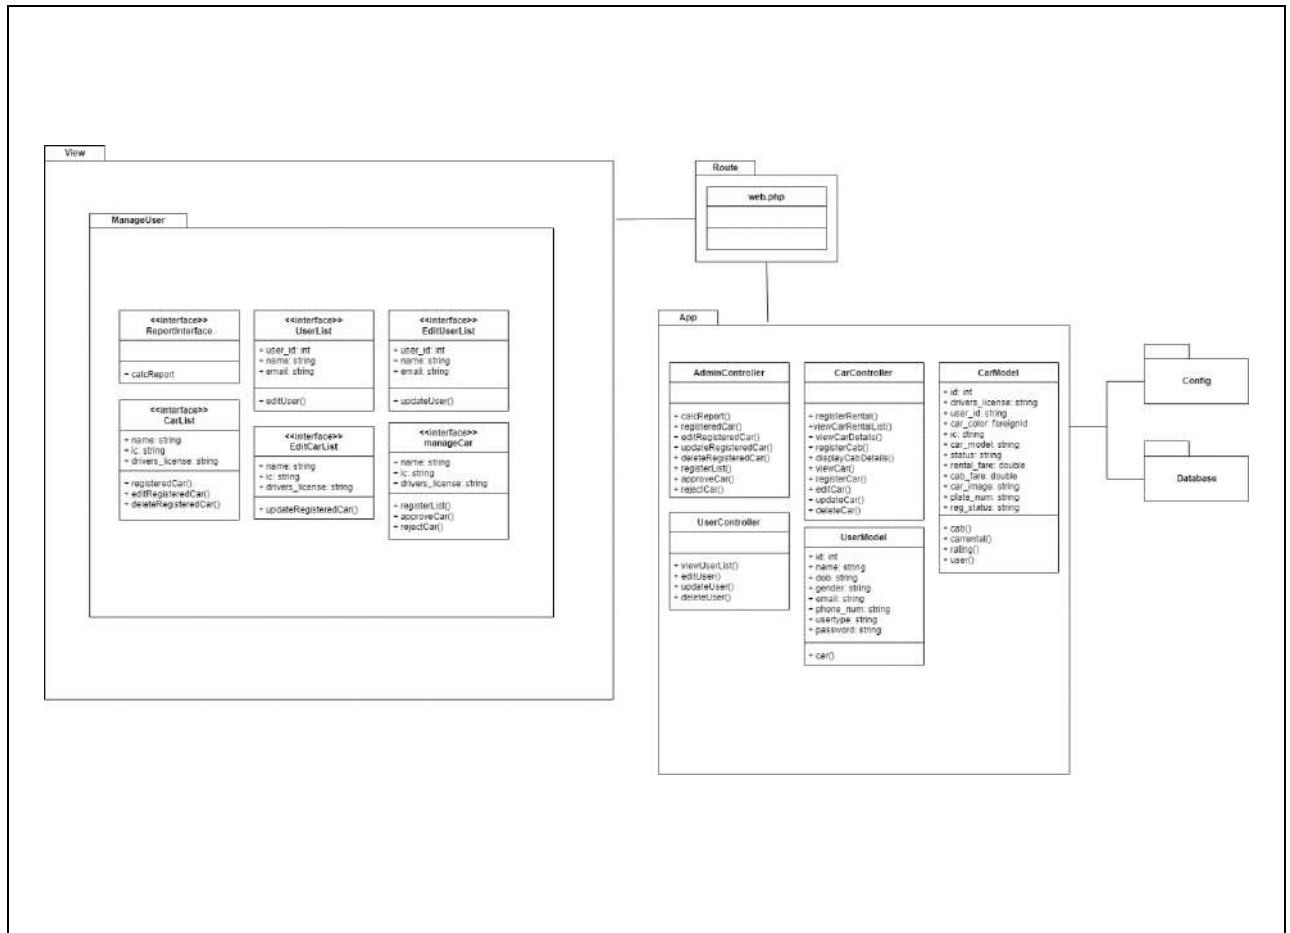 View
ManageUser
<<interface>>
ReportInterface
+ calcReport
<<interface>>
UserList
+ user_id: int
+ name: string
+ email: string
+ editUser()
<<interface>>
EditUserList
+ user_id: int
+ name: string
+ email: string
+ updateUser()
<<interface>>
CarList
+ name: string
+ ic: string
+ drivers_license: string
+ registeredCar()
+ editRegisteredCar()
+ deleteRegisteredCar()
<<interface>>
EditCarList
+ name: string
+ ic: string
+ drivers_license: string
+ updateRegisteredCar()
<<interface>>
manageCar
+ name: string
+ ic: string
+ drivers_license: string
+ registerList()
+ approveCar()
+ rejectCar()
Route
web.php
App
AdminController
+ calcReport()
+ registeredCar()
+ editRegisteredCar()
+ updateRegisteredCar()
+ deleteRegisteredCar()
+ registerList()
+ approveCar()
+ rejectCar()
CarController
+ registerRental()
+viewCarRentalList()
+ viewCarDetails()
+ registerCab()
+ displayCabDetails()
+ viewCar()
+ registerCar()
+ editCar()
+ updateCar()
+ deleteCar()
CarModel
+ id: int
+ drivers_license: string
+ user_id: string
+ car_color: foreignId
+ ic: string
+ car_model: string
+ status: string
+ rental_fare: double
+ cab_fare: double
+ car_image: string
+ plate_num: string
+ reg_status: string
+ cab()
+ carrental()
+ rating()
+ user()
UserController
+ viewUserList()
+ editUser()
+ updateUser()
+ deleteUser()
UserModel
+ id: int
+ name: string
+ dob: string
+ gender: string
+ email: string
+ phone_num: string
+ usertype: string
+ password: string
+ car()
Config
Database